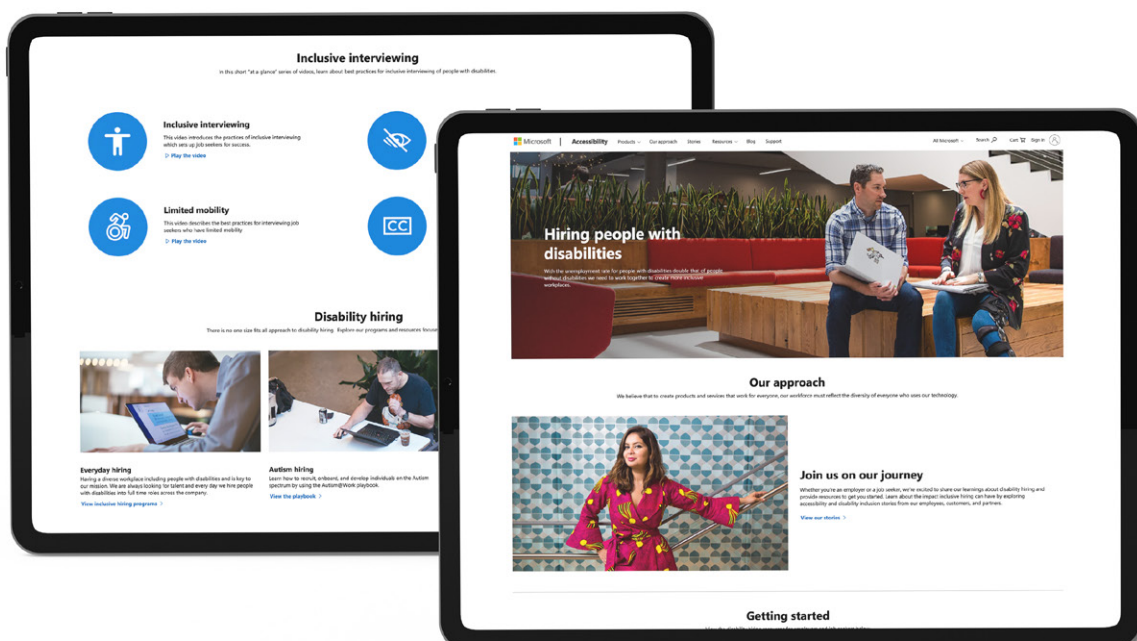 Inclusive interviewing
In this short "at a glance" series of videos, learn about best practices for inclusive interviewing of people with disabilities.
Inclusive interviewing
This video introduces the practices of inclusive interviewing
which sets up job seekers for success.
Play the video
Limited mobility
This video describes the best practices for interviewing job
seekers who have limited mobility
Play the video
CC
Disability hiring
There is no one size fits all approach to disability hiring. Explore our programs and resources
Everyday hiring
Having a diverse workplace including people with disabilities and is key to
our mission. We are always looking for talent and every day we hire people
with disabilities into full time roles across the company.
View inclusive hiring programs >
Autism hiring
Learn how to recruit, onboard, and develop individuals on the Autism
spectrum by using the Autism@Work playbook.
View the playbook >
Microsoft | Accessibility Products Our approach Stories Resources Blog Support All Microsoft Search Cart Sign in
Hiring people with
disabilities
With the unemployment rate for people with disabilities double that of people
without disabilities we need to work together to create more inclusive
workplaces.
Our approach
We believe that to create products and services that work for everyone, our workforce must reflect the diversity of everyone who uses our technology.
Join us on our journey
Whether you're an employer or a job seeker, we're excited to share our learnings about disability hiring and
provide resources to get you started. Learn about the impact inclusive hiring can have by exploring
accessibility and disability inclusion stories from our employees, customers, and partners.
View our stories >
Getting started